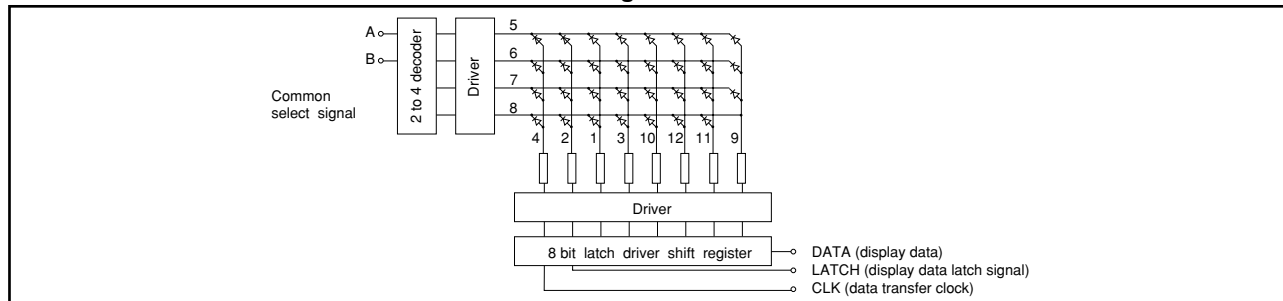 A
B
Common
select signal
2 to 4 decoder
Driver
5
6
7
8
4 2 1 3 10 12 11 9
Driver
8 bit latch driver shift register
DATA (display data)
LATCH (display data latch signal)
CLK (data transfer clock)